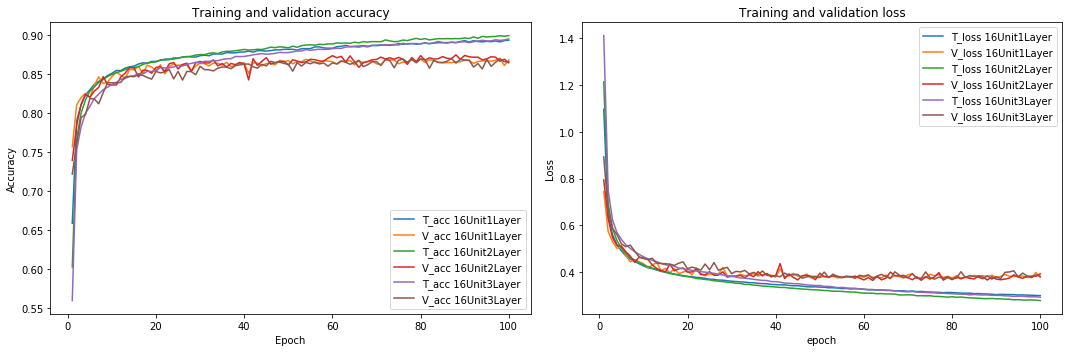 Training and validation accuracy
0.90
0.85
0.80
0.75
0.70
0.65
0.60
0.55
Accuracy
T_acc 16Unit1Layer
V_acc 16Unit1Layer
T_acc 16Unit2Layer
V_acc 16Unit2Layer
T_acc 16Unit3Layer
V_acc 16Unit3Layer
0 20 40 60 80 100
Epoch
Training and validation loss
1.4
1.2
1.0
0.8
0.6
0.4
Loss
T_loss 16Unit1Layer
V_loss 16Unit1Layer
T_loss 16Unit2Layer
V_loss 16Unit2Layer
T_loss 16Unit3Layer
V_loss 16Unit3Layer
0 20 40 60 80 100
epoch